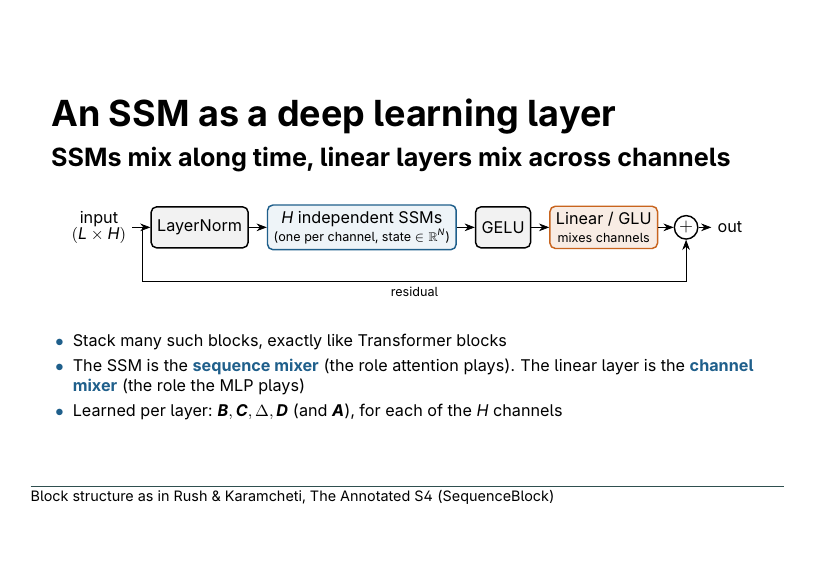 An SSM as a deep learning layer
SSMs mix along time, linear layers mix across channels
input
(L × H)
LayerNorm
H independent SSMs
(one per channel, state ∈ ℝᴺ)
GELU
Linear / GLU
mixes channels
+
out
residual
• Stack many such blocks, exactly like Transformer blocks
• The SSM is the sequence mixer (the role attention plays). The linear layer is the channel
mixer (the role the MLP plays)
• Learned per layer: B, C, Δ, D (and A), for each of the H channels
Block structure as in Rush & Karamcheti, The Annotated S4 (SequenceBlock)